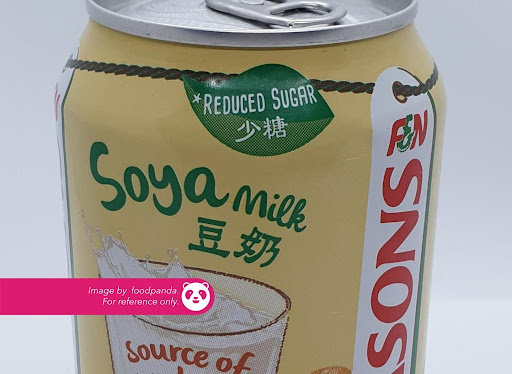 *REDUCED SUGAR
少糖
Soya Milk
豆奶
F&N
SONS
Image by foodpanda.
For reference only.
source of